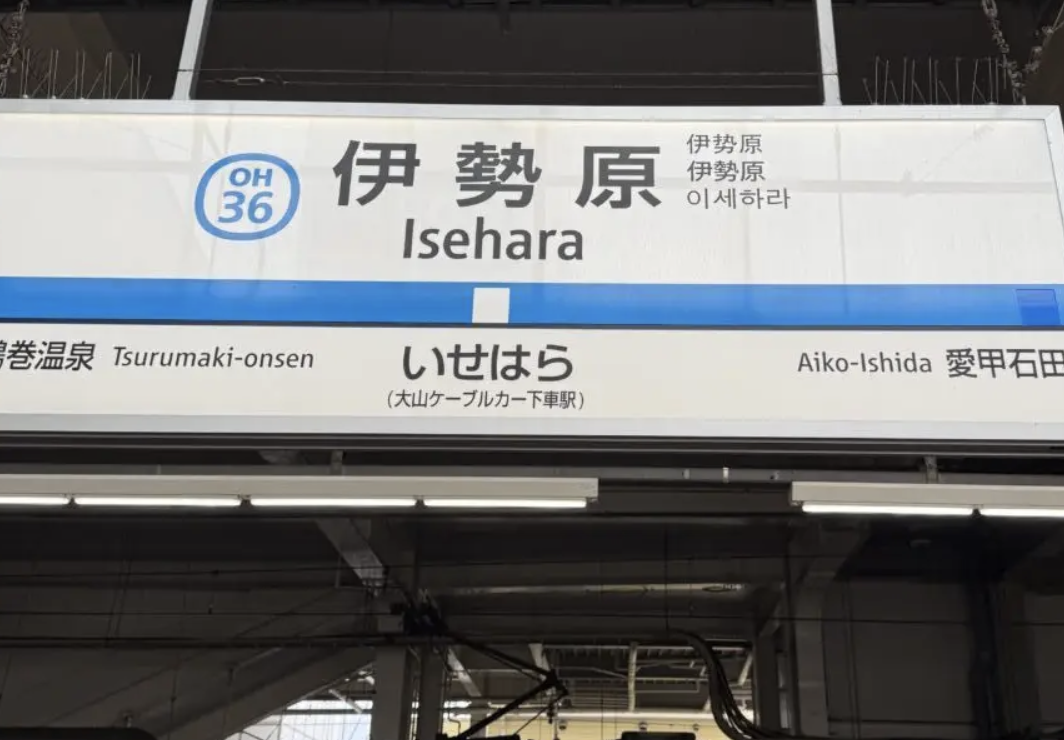 OH
36
伊勢原
Isehara
伊势原
伊勢原
이세하라
鶴巻温泉 Tsurumaki-onsen
いせはら
(大山ケーブルカー下車駅)
Aiko-Ishida 愛甲石田